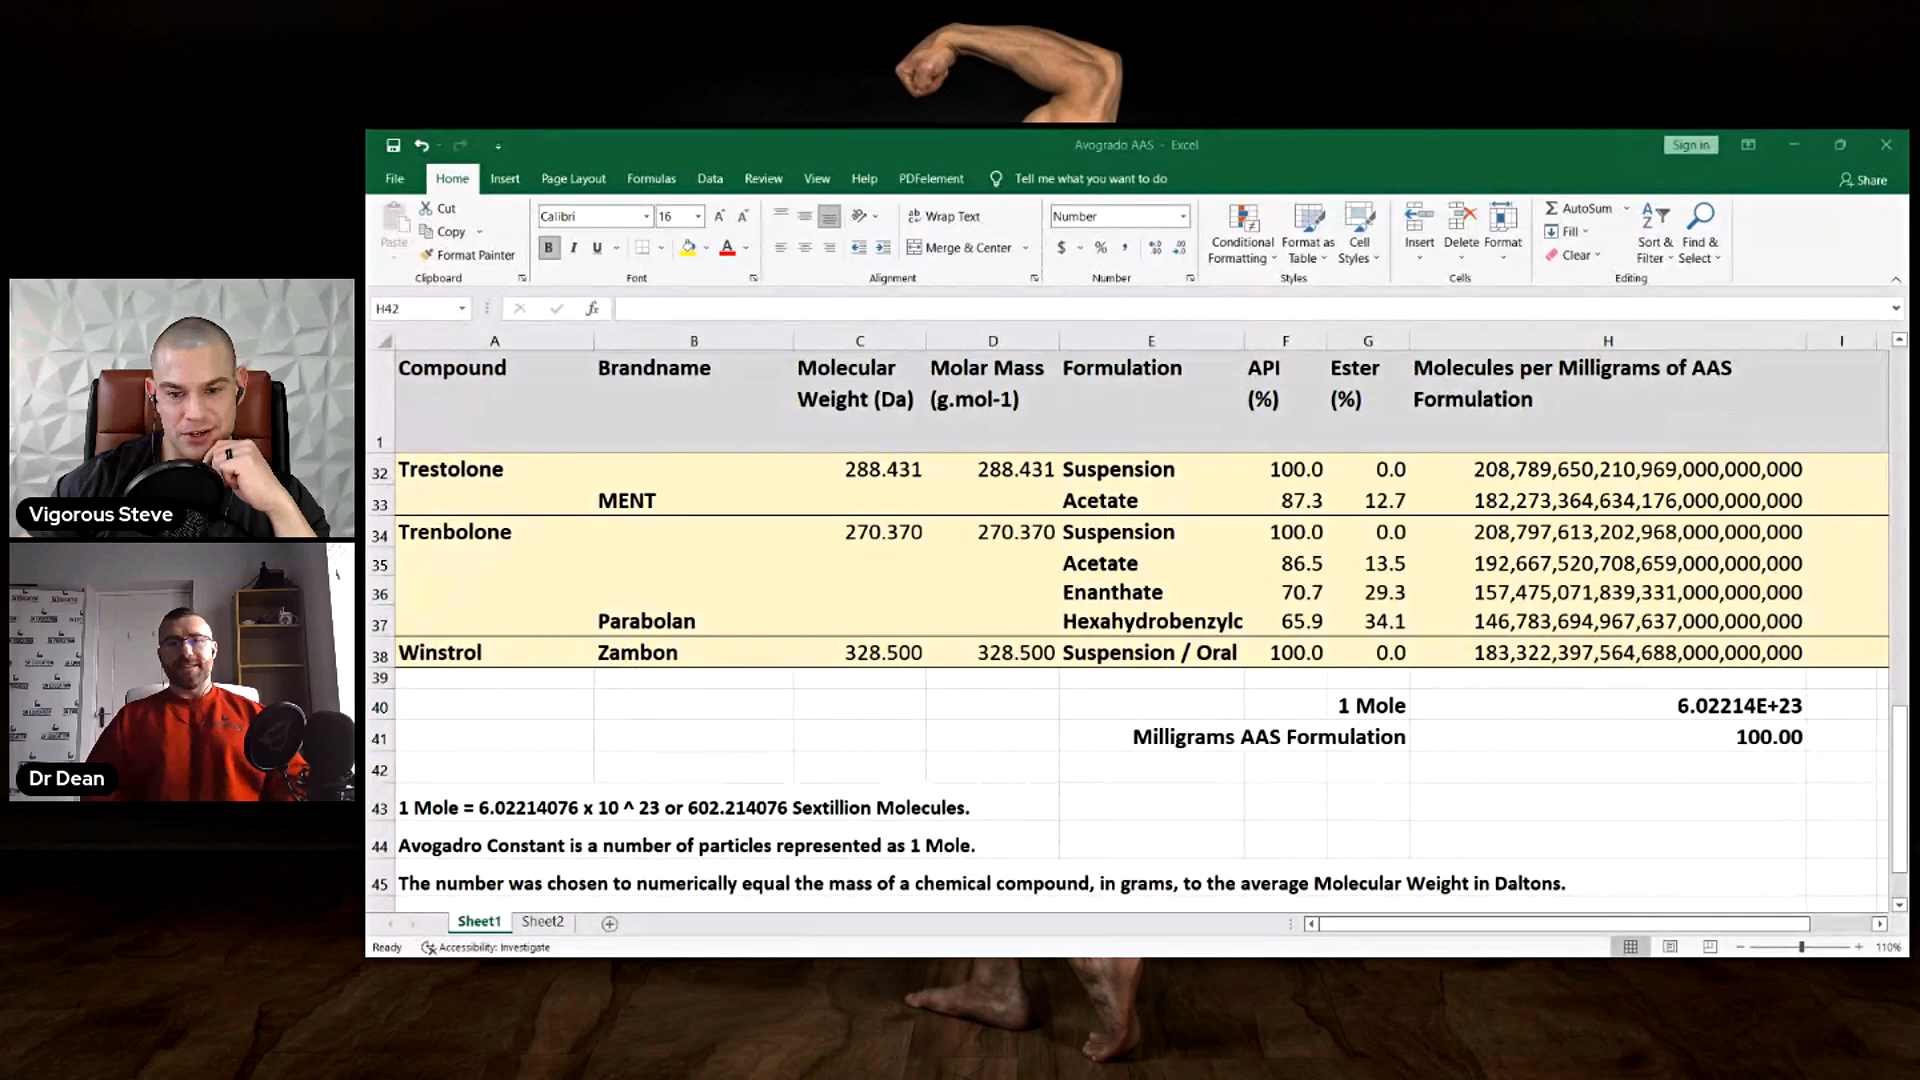 Avogrado AAS - Excel
Sign in
File Home Insert Page Layout Formulas Data Review View Help PDFelement Tell me what you want to do Share
Paste
Cut
Copy
Format Painter
Clipboard
Calibri 16
B I U A
Font
Wrap Text
Merge & Center
Alignment
Number
$ % ,
Number
Conditional Formatting
Format as Table
Cell Styles
Styles
Insert Delete Format
Cells
AutoSum
Fill
Clear
Sort & Filter
Find & Select
Editing
H42 fx
A B C D E F G H I
1 Compound Brandname Molecular Weight (Da) Molar Mass (g.mol-1) Formulation API (%) Ester (%) Molecules per Milligrams of AAS Formulation
32 Trestolone 288.431 288.431 Suspension 100.0 0.0 208,789,650,210,969,000,000,000
33 MENT Acetate 87.3 12.7 182,273,364,634,176,000,000,000
34 Trenbolone 270.370 270.370 Suspension 100.0 0.0 208,797,613,202,968,000,000,000
35 Acetate 86.5 13.5 192,667,520,708,659,000,000,000
36 Enanthate 70.7 29.3 157,475,071,839,331,000,000,000
37 Parabolan Hexahydrobenzylc 65.9 34.1 146,783,694,967,637,000,000,000
38 Winstrol Zambon 328.500 328.500 Suspension / Oral 100.0 0.0 183,322,397,564,688,000,000,000
39
40 1 Mole 6.02214E+23
41 Milligrams AAS Formulation 100.00
42
43 1 Mole = 6.02214076 x 10 ^ 23 or 602.214076 Sextillion Molecules.
44 Avogadro Constant is a number of particles represented as 1 Mole.
45 The number was chosen to numerically equal the mass of a chemical compound, in grams, to the average Molecular Weight in Daltons.
Sheet1 Sheet2
Ready Accessibility: Investigate 110%
Vigorous Steve
Dr Dean